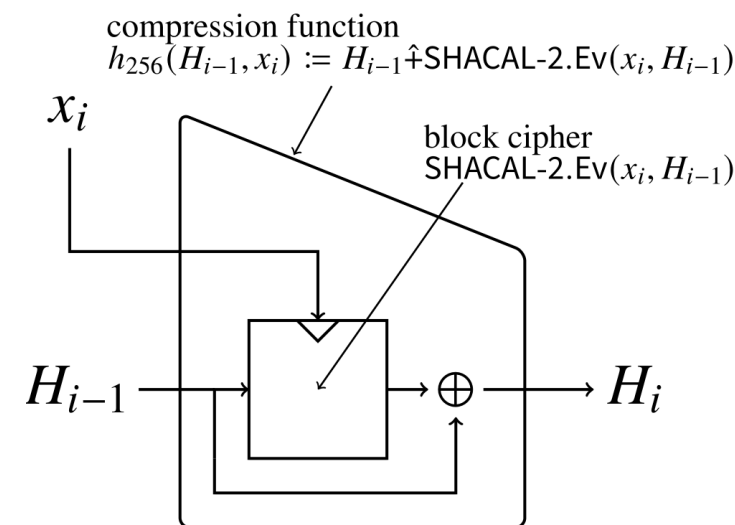 compression function
h₂₅₆(Hᵢ₋₁, xᵢ) := Hᵢ₋₁ +̂ SHACAL-2.Ev(xᵢ, Hᵢ₋₁)
xᵢ
block cipher
SHACAL-2.Ev(xᵢ, Hᵢ₋₁)
Hᵢ₋₁
Hᵢ